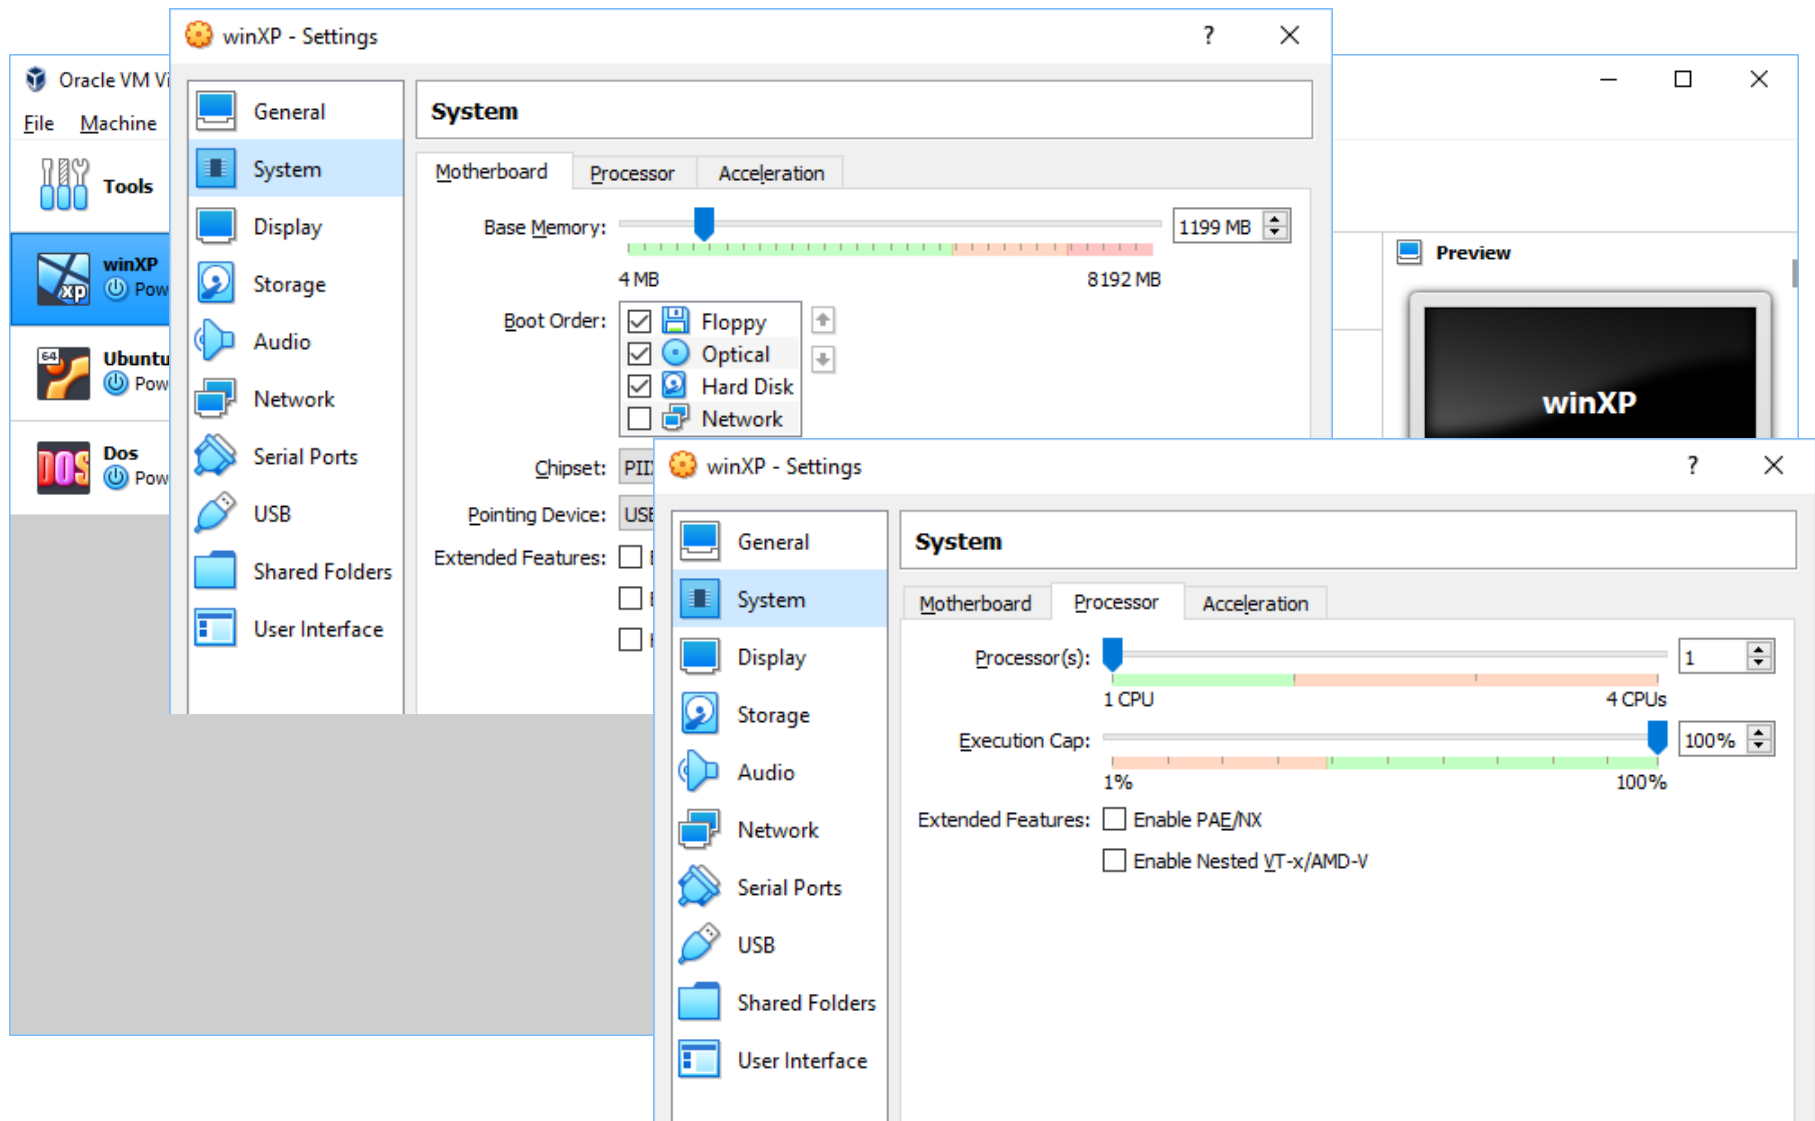 winXP - Settings
?
Oracle VM Vi
File Machine
Tools
winXP
Pow
64
Ubuntu
Pow
DOS
Dos
Pow
xp
General
System
Display
Storage
Audio
Network
Serial Ports
USB
Shared Folders
User Interface
System
Motherboard Processor Acceleration
Base Memory: 1199 MB
4 MB 8192 MB
Boot Order: Floppy
Optical
Hard Disk
Network
Chipset:
Pointing Device: USB
Extended Features:
Preview
winXP
winXP - Settings
?
General
System
Display
Storage
Audio
Network
Serial Ports
USB
Shared Folders
User Interface
System
Motherboard Processor Acceleration
Processor(s): 1
1 CPU 4 CPUs
Execution Cap: 100%
1% 100%
Extended Features: Enable PAE/NX
Enable Nested VT-x/AMD-V